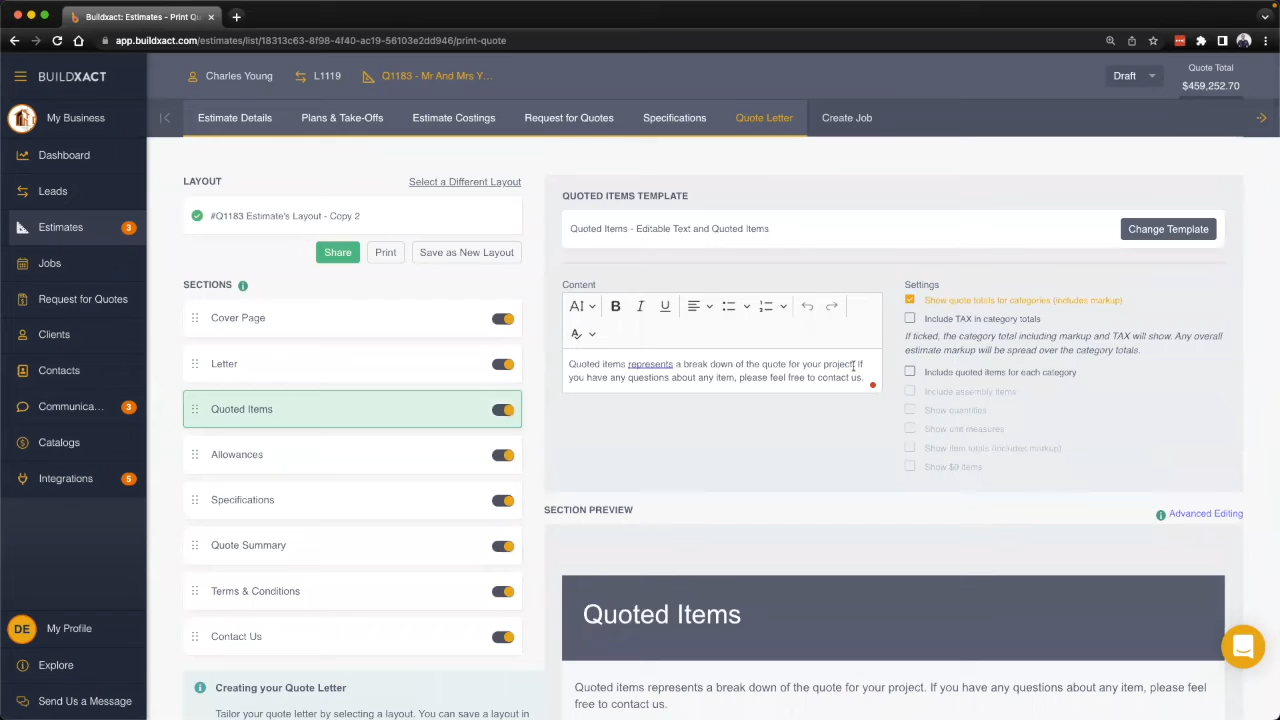 Buildxact: Estimates - Print Qu
app.buildxact.com/estimates/list/18313c63-8f98-4f40-ac19-56103e2dd946/print-quote
BUILDXACT
Charles Young
L1119
Q1183 - Mr And Mrs Y...
Draft
Quote Total
$459,252.70
My Business
Estimate Details
Plans & Take-Offs
Estimate Costings
Request for Quotes
Specifications
Quote Letter
Create Job
Dashboard
Leads
Estimates
3
Jobs
Request for Quotes
Clients
Contacts
Communica...
3
Catalogs
Integrations
5
DE
My Profile
Explore
Send Us a Message
LAYOUT
Select a Different Layout
#Q1183 Estimate's Layout - Copy 2
Share
Print
Save as New Layout
SECTIONS
Cover Page
Letter
Quoted Items
Allowances
Specifications
Quote Summary
Terms & Conditions
Contact Us
Creating your Quote Letter
Tailor your quote letter by selecting a layout. You can save a layout in
QUOTED ITEMS TEMPLATE
Quoted Items - Editable Text and Quoted Items
Change Template
Content
Quoted items represents a break down of the quote for your project. If
you have any questions about any item, please feel free to contact us.
Settings
Show quote totals for categories (includes markup)
Include TAX in category totals
If ticked, the category total including markup and TAX will show. Any overall
estimate markup will be spread over the category totals.
Include quoted items for each category
Include assembly items
Show quantities
Show unit measures
Show item totals (includes markup)
Show $0 items
SECTION PREVIEW
Advanced Editing
Quoted Items
Quoted items represents a break down of the quote for your project. If you have any questions about any item, please feel
free to contact us.